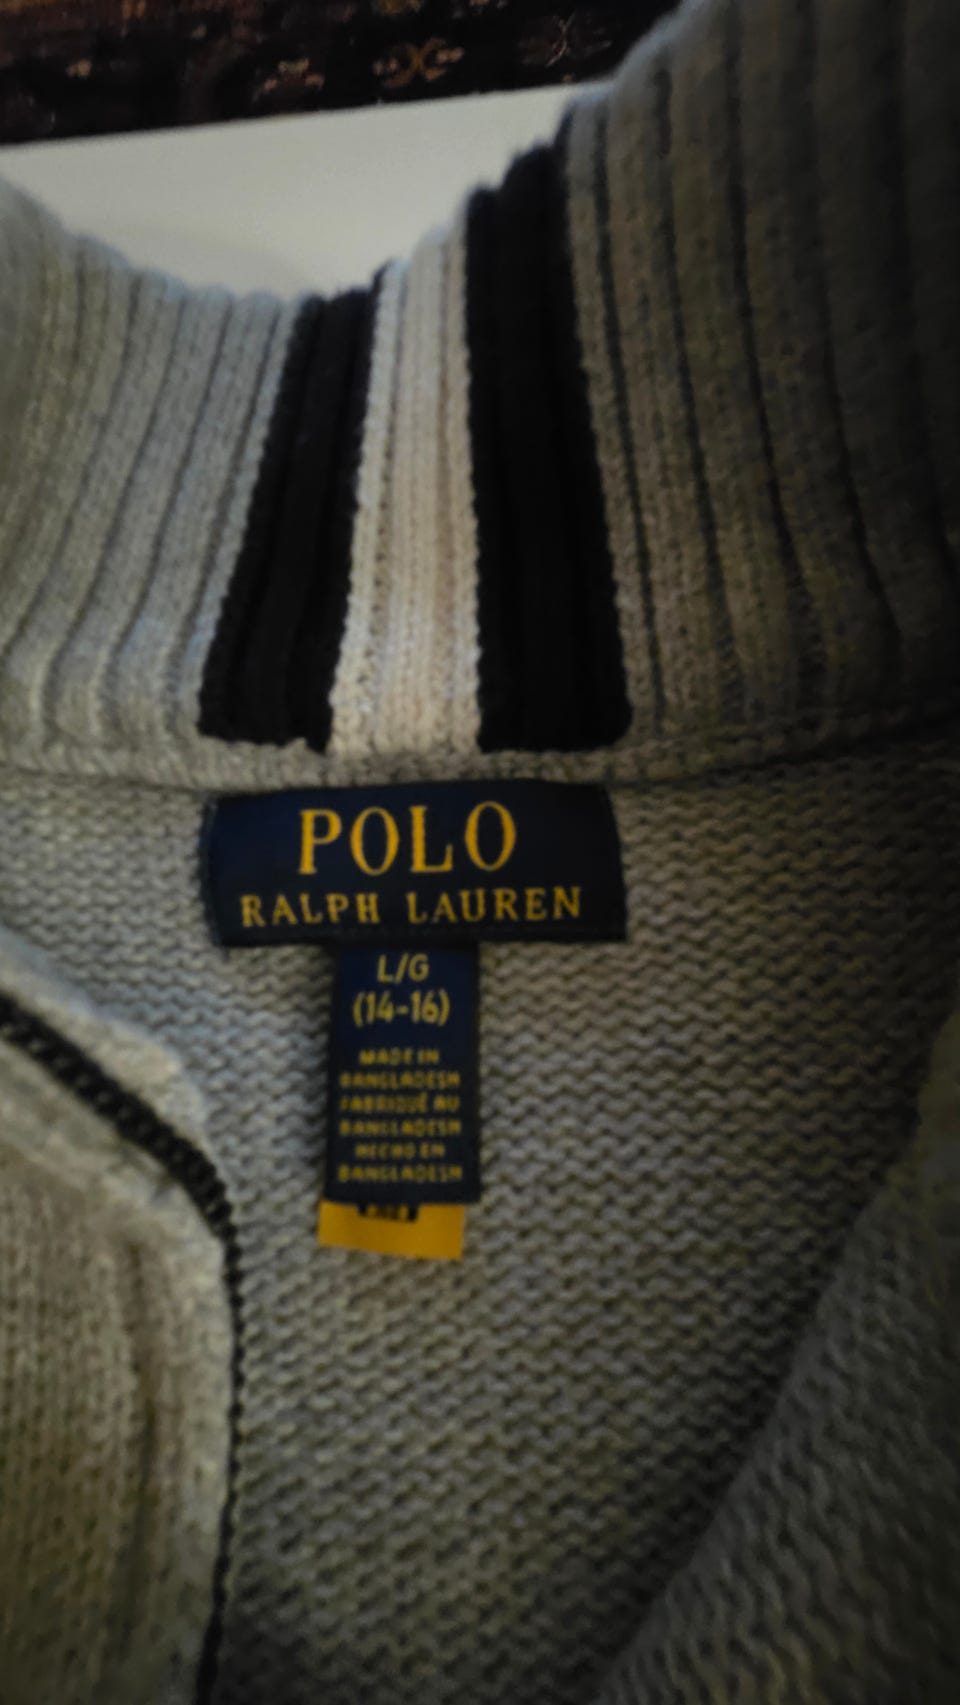 POLO
RALPH LAUREN
L/G
(14-16)
MADE IN
BANGLADESH
FABRIQUÉ AU
BANGLADESH
HECHO EN
BANGLADESH